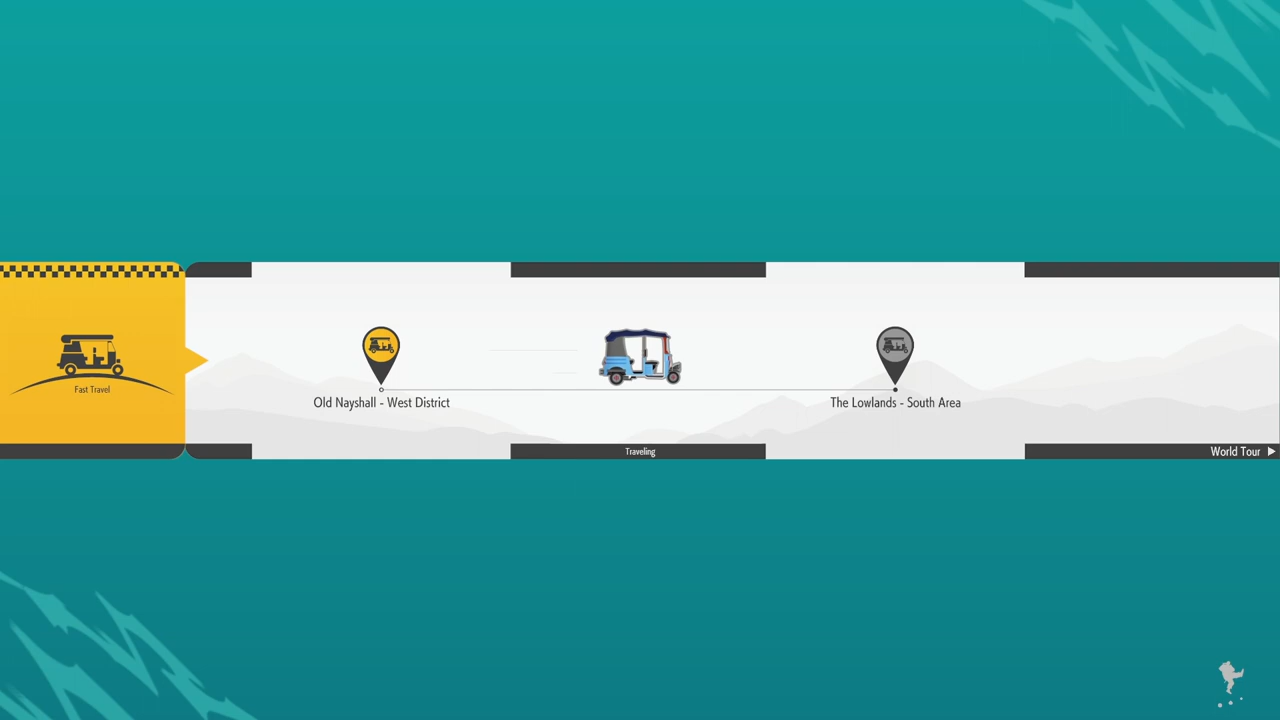 Fast Travel
Old Nayshall - West District
The Lowlands - South Area
Traveling
World Tour